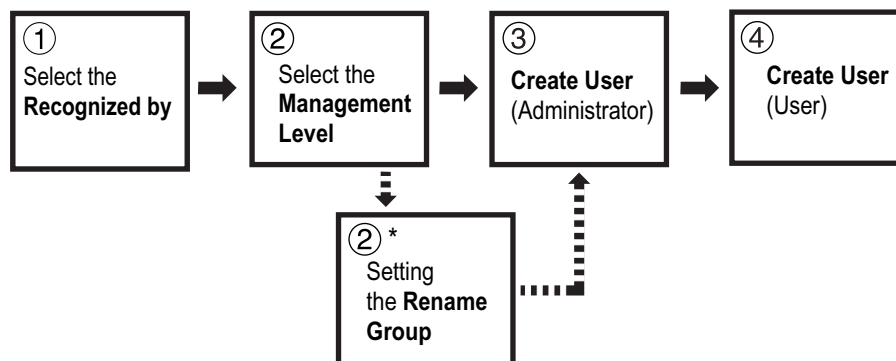 ①
Select the
Recognized by
②
Select the
Management
Level
③
Create User
(Administrator)
④
Create User
(User)
② *
Setting
the Rename
Group